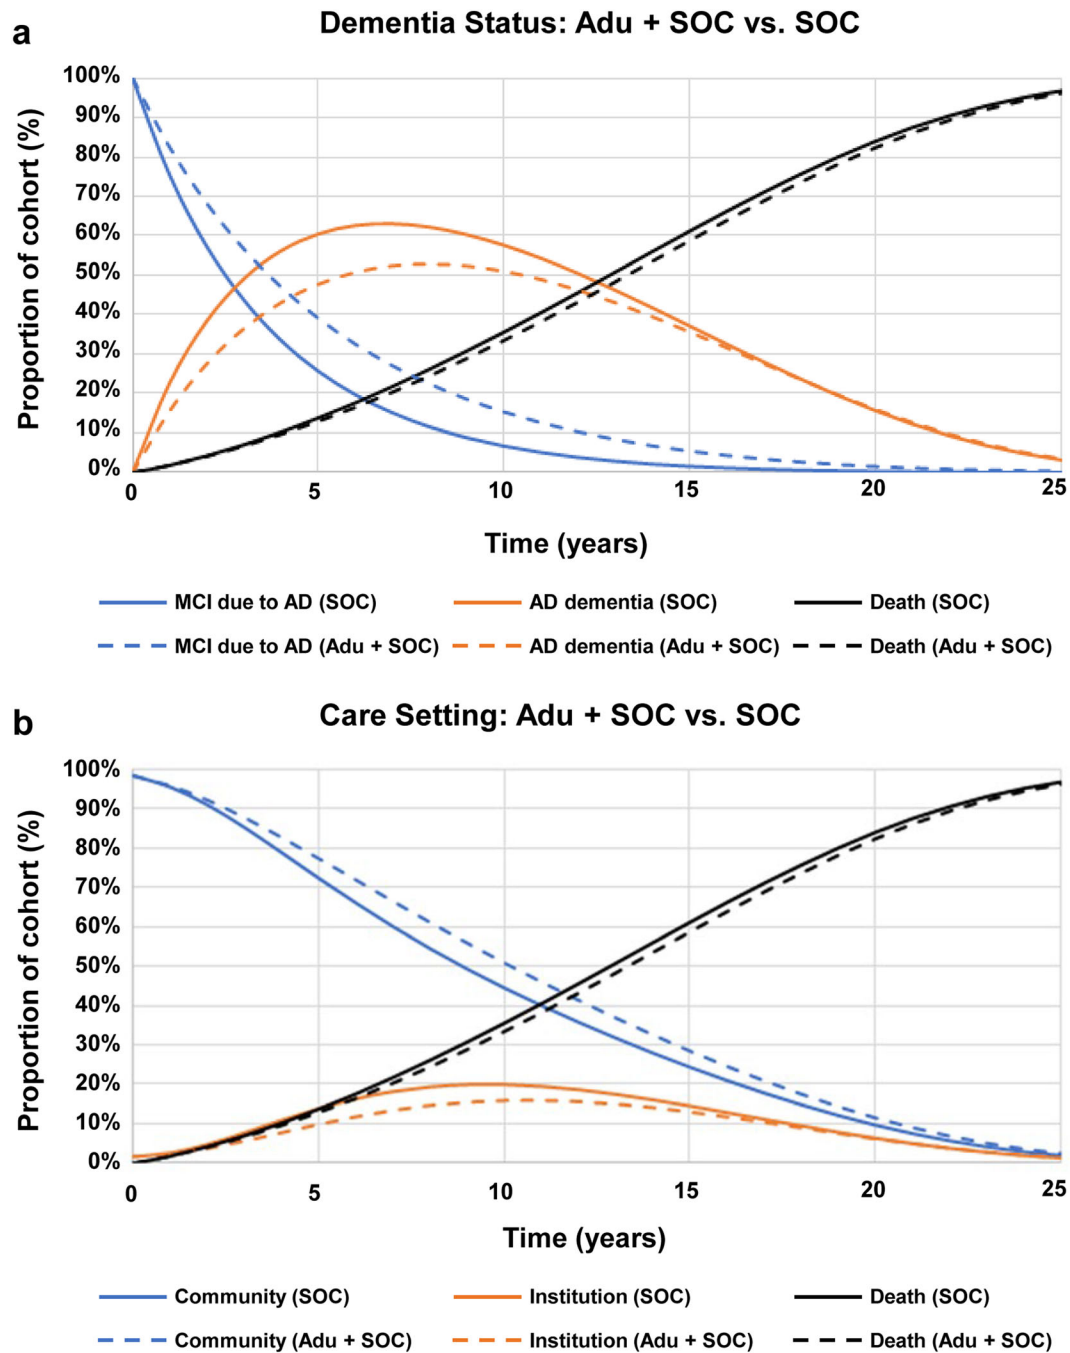 a
Dementia Status: Adu + SOC vs. SOC
Proportion of cohort (%)
100%
90%
80%
70%
60%
50%
40%
30%
20%
10%
0%
0 5 10 15 20 25
Time (years)
MCI due to AD (SOC) AD dementia (SOC) Death (SOC)
MCI due to AD (Adu + SOC) AD dementia (Adu + SOC) Death (Adu + SOC)
b
Care Setting: Adu + SOC vs. SOC
Proportion of cohort (%)
100%
90%
80%
70%
60%
50%
40%
30%
20%
10%
0%
0 5 10 15 20 25
Time (years)
Community (SOC) Institution (SOC) Death (SOC)
Community (Adu + SOC) Institution (Adu + SOC) Death (Adu + SOC)